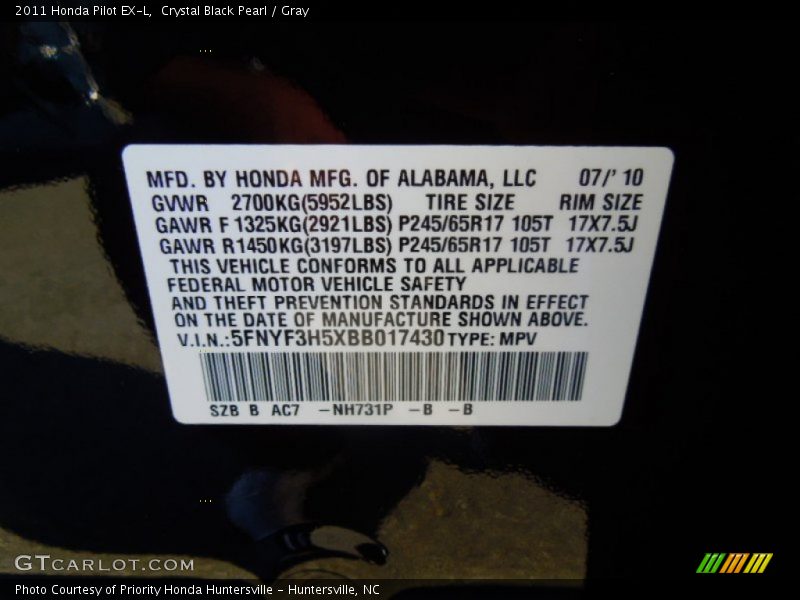 2011 Honda Pilot EX-L, Crystal Black Pearl / Gray
MFD. BY HONDA MFG. OF ALABAMA, LLC 07/' 10
GVWR 2700KG(5952LBS) TIRE SIZE RIM SIZE
GAWR F 1325KG(2921LBS) P245/65R17 105T 17X7.5J
GAWR R1450KG(3197LBS) P245/65R17 105T 17X7.5J
THIS VEHICLE CONFORMS TO ALL APPLICABLE
FEDERAL MOTOR VEHICLE SAFETY
AND THEFT PREVENTION STANDARDS IN EFFECT
ON THE DATE OF MANUFACTURE SHOWN ABOVE.
V.I.N.:5FNYF3H5XBB017430 TYPE: MPV
SZB B AC7 -NH731P -B -B
GTCARLOT.COM
Photo Courtesy of Priority Honda Huntersville - Huntersville, NC